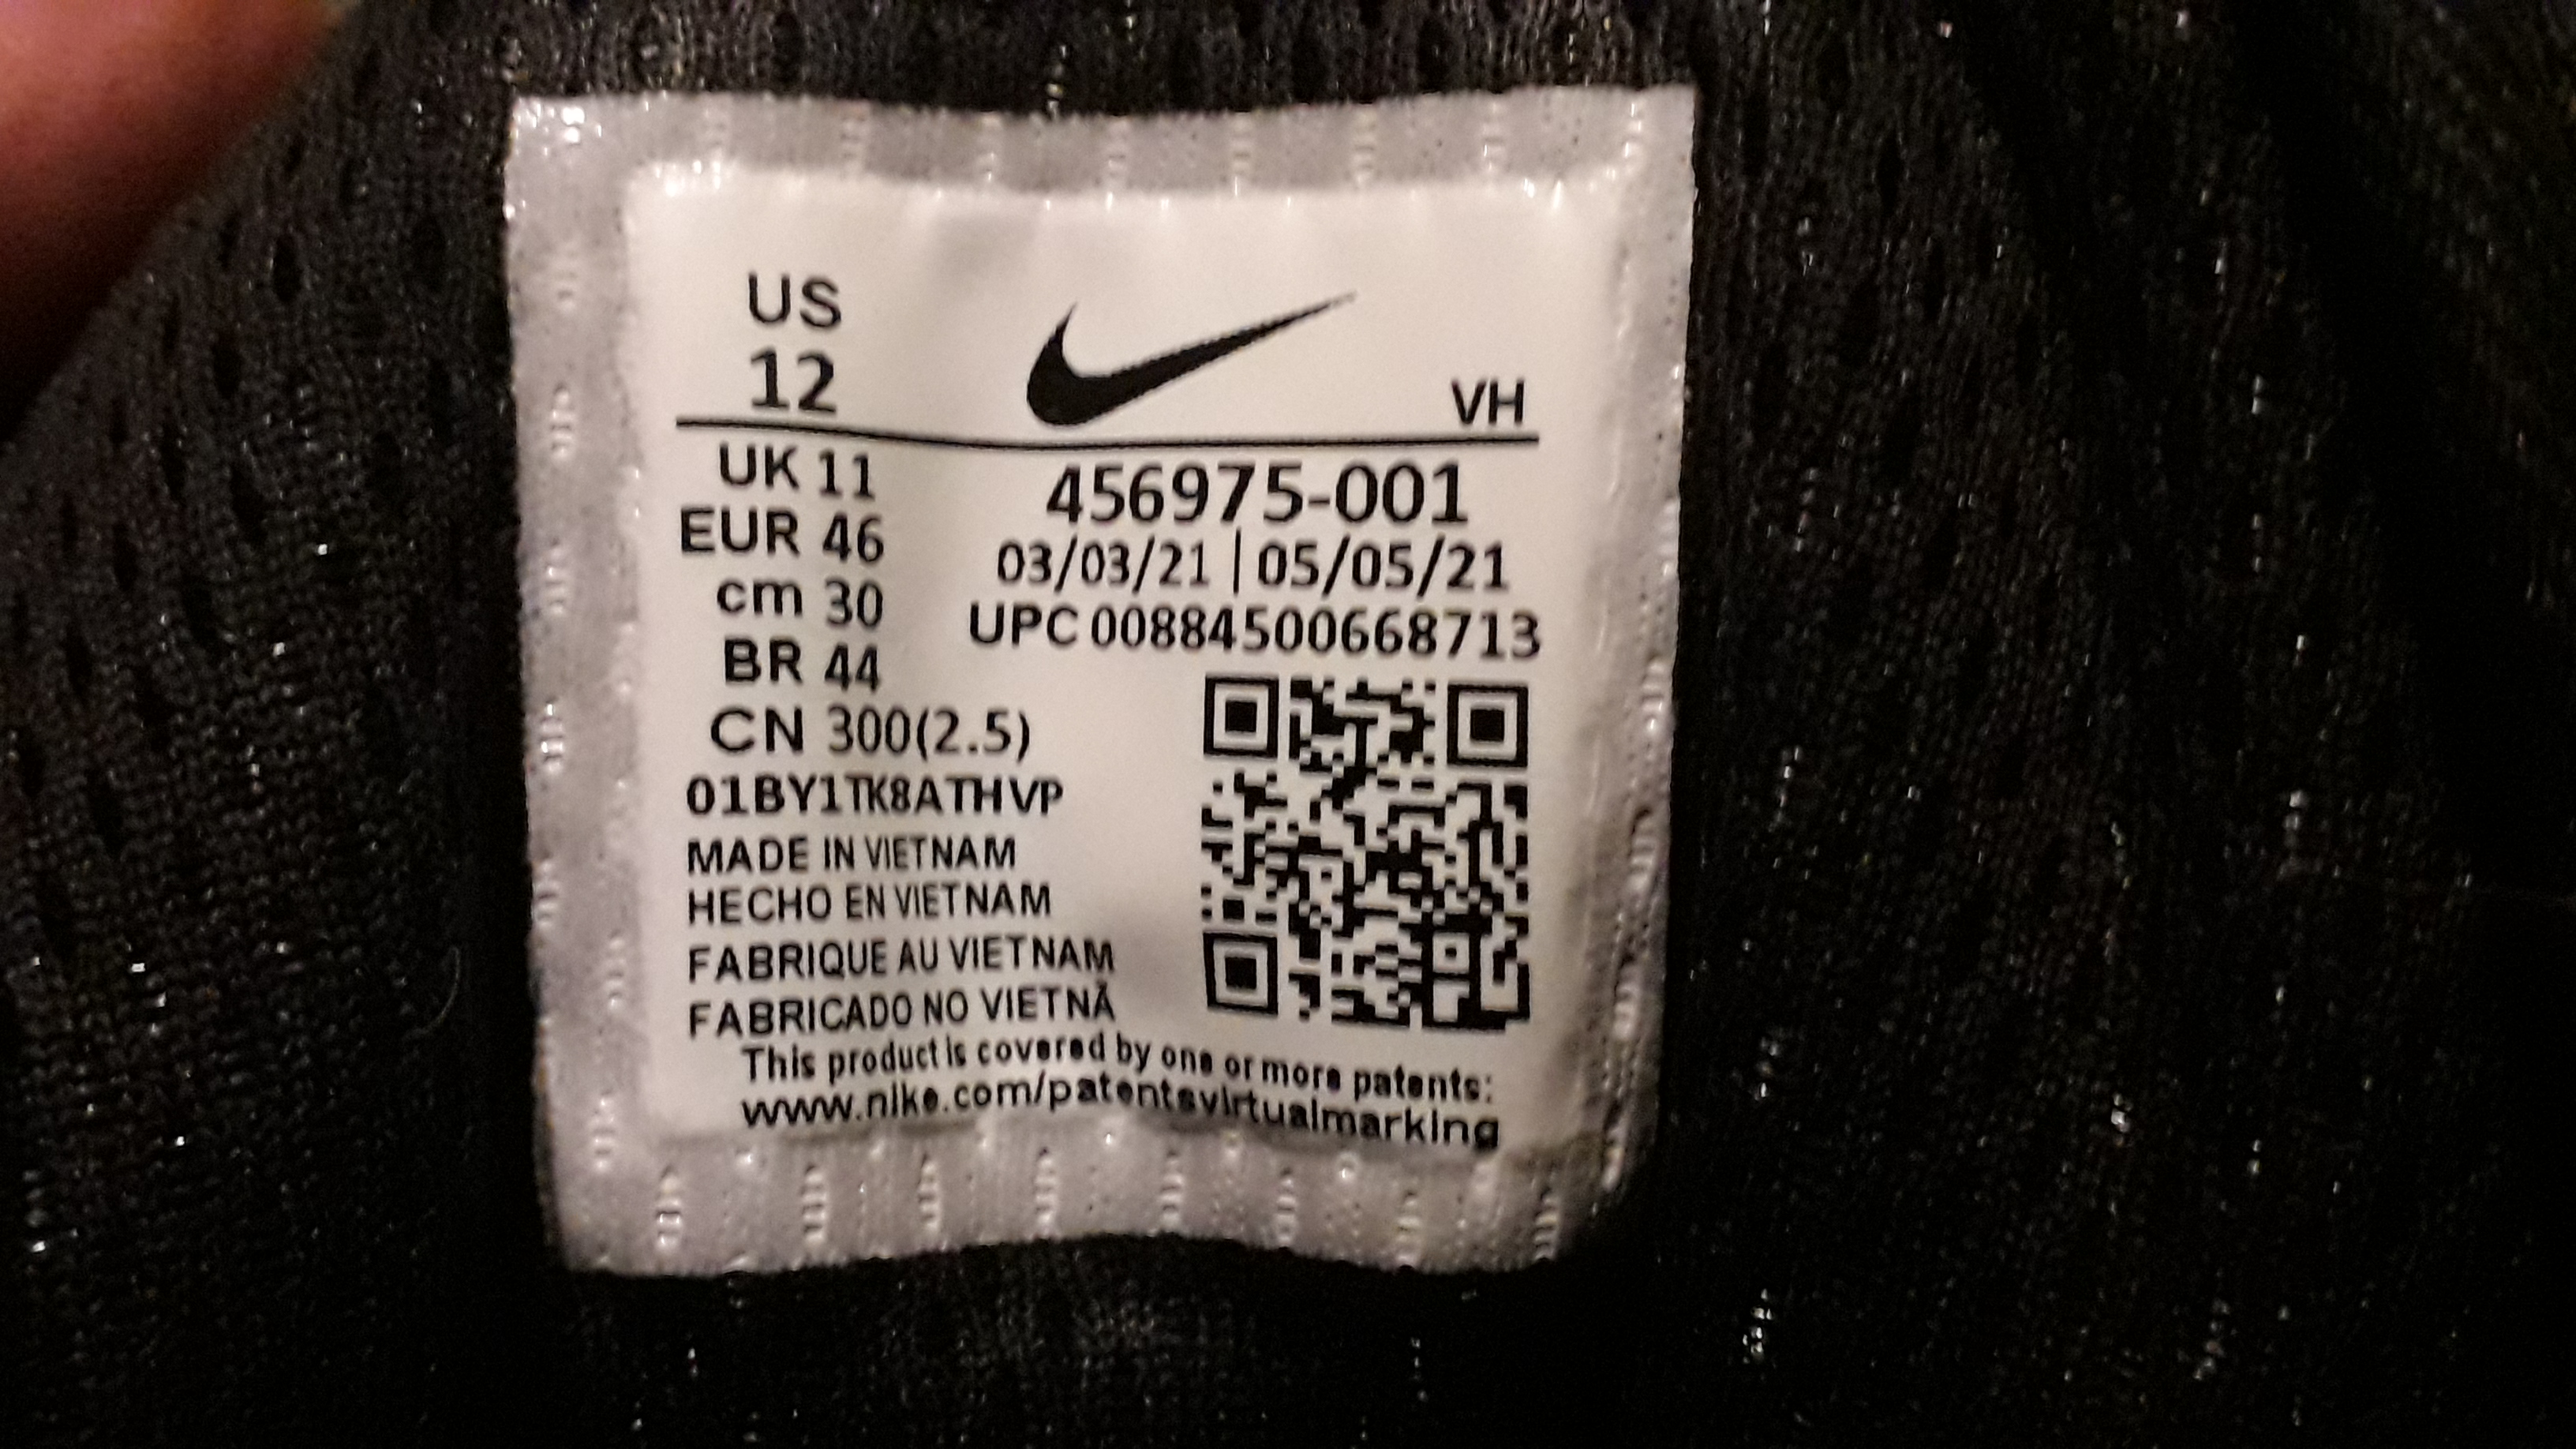 US
12
VH
UK 11
EUR 46
cm 30
BR 44
CN 300(2.5)
456975-001
03/03/21 | 05/05/21
UPC 00884500668713
01BY1TK8ATHVP
MADE IN VIETNAM
HECHO EN VIETNAM
FABRIQUE AU VIETNAM
FABRICADO NO VIETNÃ
This product is covered by one or more patents:
www.nike.com/patentsvirtualmarking